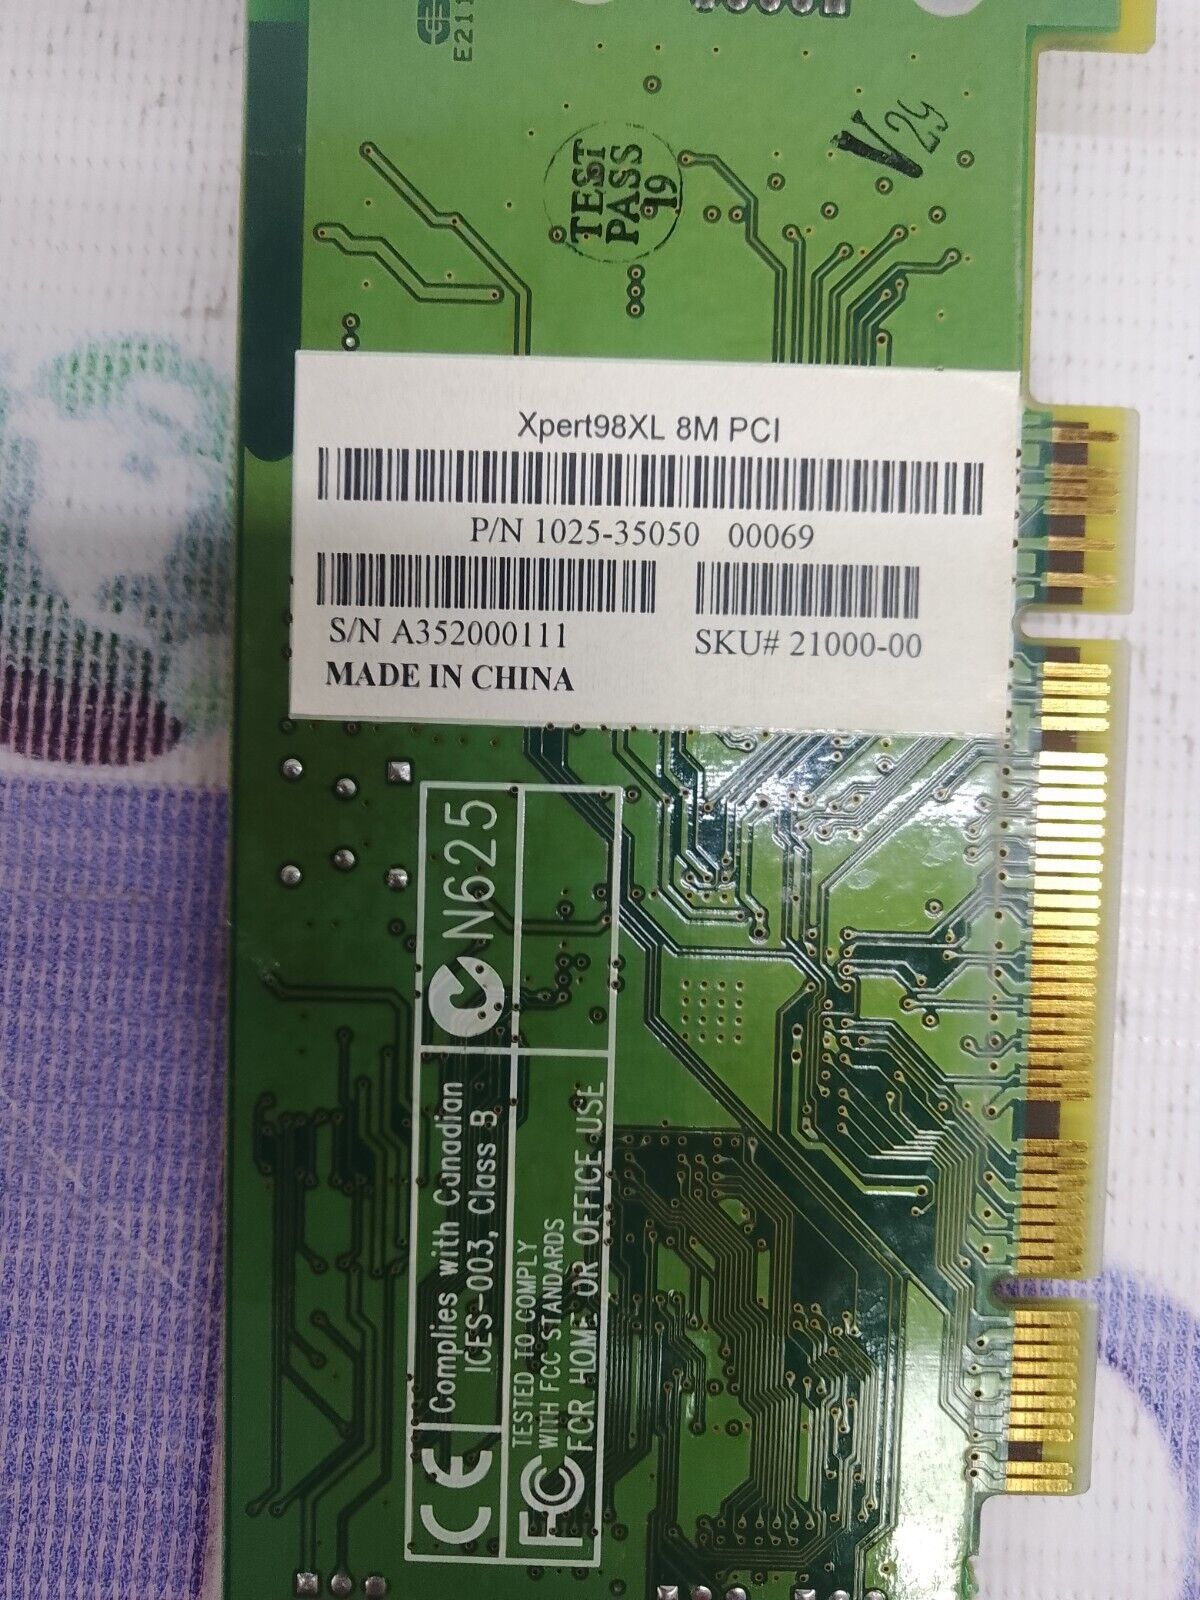 E211
V29
TEST
PASS
19
Xpert98XL 8M PCI
P/N 1025-35050 00069
S/N A352000111
SKU# 21000-00
MADE IN CHINA
N625
Complies with Canadian
ICES-003, Class B
CE
TESTED TO COMPLY
WITH FCC STANDARDS
FC
FOR HOME OR OFFICE USE